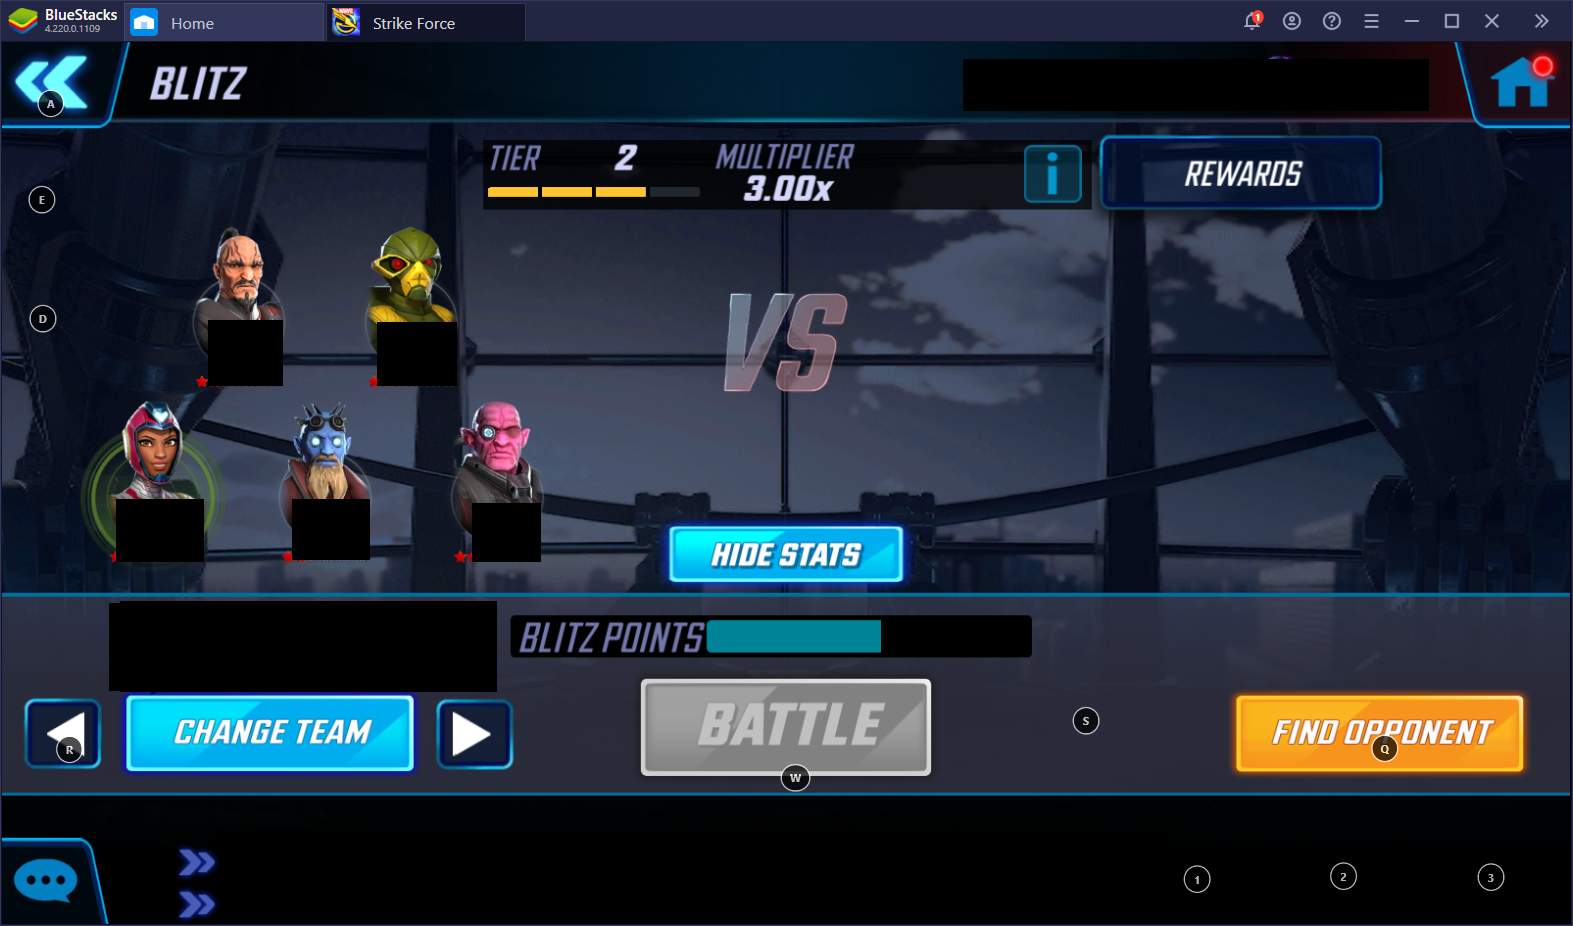 BlueStacks
4.220.0.1109
Home
Strike Force
1
BLITZ
A
TIER 2
MULTIPLIER
3.00x
i
REWARDS
E
D
VS
HIDE STATS
BLITZ POINTS
R
CHANGE TEAM
BATTLE
W
S
FIND OPPONENT
Q
1
2
3